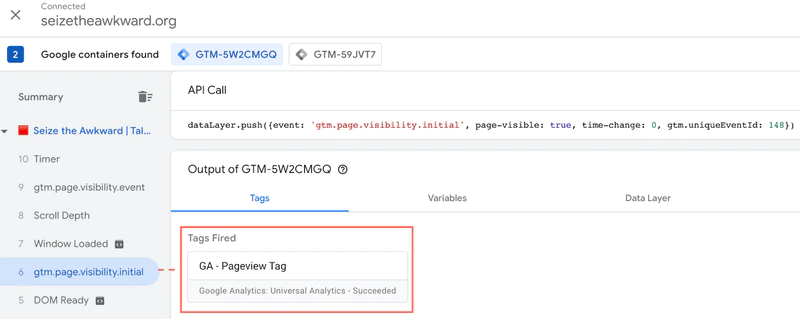 Connected
seizetheawkward.org
2 Google containers found GTM-5W2CMGQ GTM-59JVT7
Summary
Seize the Awkward | Tal...
10 Timer
9 gtm.page.visibility.event
8 Scroll Depth
7 Window Loaded
6 gtm.page.visibility.initial
5 DOM Ready
API Call
dataLayer.push({event: 'gtm.page.visibility.initial', page-visible: true, time-change: 0, gtm.uniqueEventId: 148})
Output of GTM-5W2CMGQ
Tags Variables Data Layer
Tags Fired
GA - Pageview Tag
Google Analytics: Universal Analytics - Succeeded